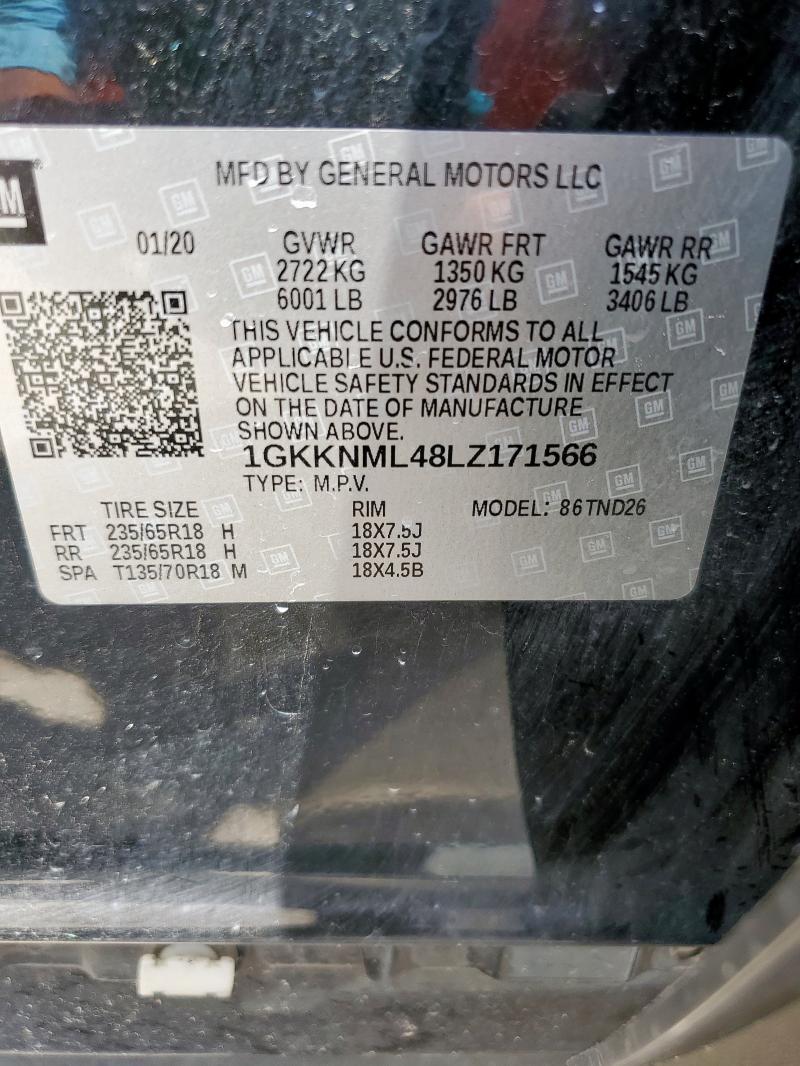 GM
MFD BY GENERAL MOTORS LLC
01/20 GVWR GAWR FRT GAWR RR
2722 KG 1350 KG 1545 KG
6001 LB 2976 LB 3406 LB
THIS VEHICLE CONFORMS TO ALL
APPLICABLE U.S. FEDERAL MOTOR
VEHICLE SAFETY STANDARDS IN EFFECT
ON THE DATE OF MANUFACTURE
SHOWN ABOVE.
1GKKNML48LZ171566
TYPE: M.P.V.
TIRE SIZE RIM MODEL: 86TND26
FRT 235/65R18 H 18X7.5J
RR 235/65R18 H 18X7.5J
SPA T135/70R18 M 18X4.5B